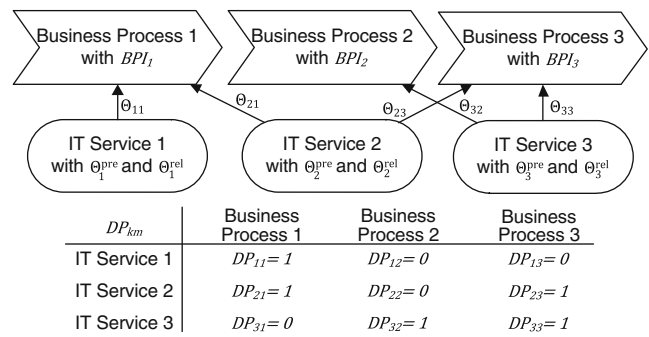 Business Process 1
with BPI₁
Business Process 2
with BPI₂
Business Process 3
with BPI₃
Θ₁₁
Θ₂₁
Θ₂₃
Θ₃₂
Θ₃₃
IT Service 1
with Θ₁ᵖʳᵉ and Θ₁ʳᵉˡ
IT Service 2
with Θ₂ᵖʳᵉ and Θ₂ʳᵉˡ
IT Service 3
with Θ₃ᵖʳᵉ and Θ₃ʳᵉˡ
DPₖₘ Business Process 1 Business Process 2 Business Process 3
IT Service 1 DP₁₁= 1 DP₁₂= 0 DP₁₃= 0
IT Service 2 DP₂₁= 1 DP₂₂= 0 DP₂₃= 1
IT Service 3 DP₃₁= 0 DP₃₂= 1 DP₃₃= 1